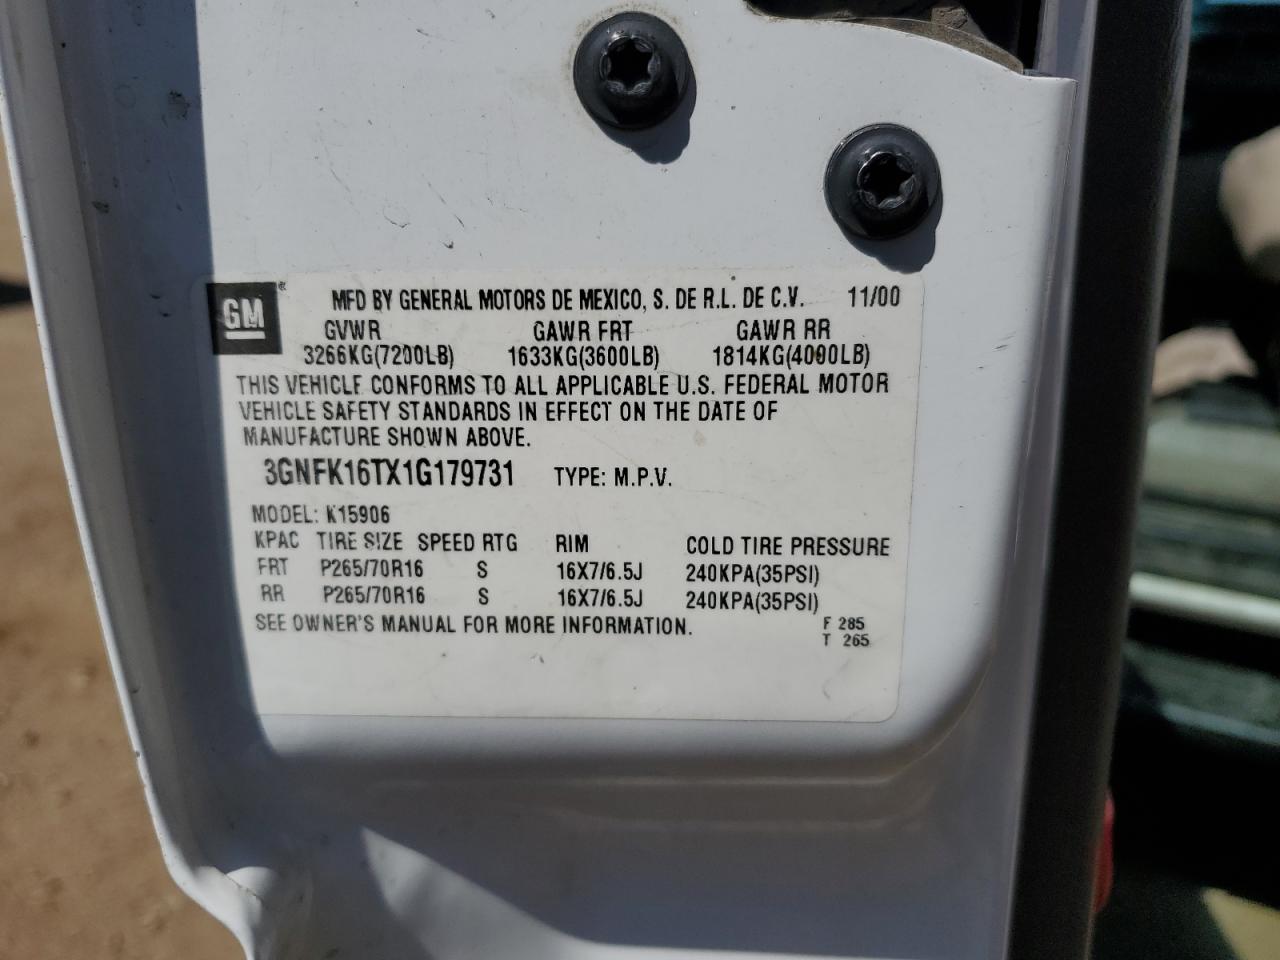 GM ® MFD BY GENERAL MOTORS DE MEXICO, S. DE R.L. DE C.V. 11/00
GVWR GAWR FRT GAWR RR
3266KG(7200LB) 1633KG(3600LB) 1814KG(4000LB)
THIS VEHICLE CONFORMS TO ALL APPLICABLE U.S. FEDERAL MOTOR
VEHICLE SAFETY STANDARDS IN EFFECT ON THE DATE OF
MANUFACTURE SHOWN ABOVE.
3GNFK16TX1G179731 TYPE: M.P.V.
MODEL: K15906
KPAC TIRE SIZE SPEED RTG RIM COLD TIRE PRESSURE
FRT P265/70R16 S 16X7/6.5J 240KPA(35PSI)
RR P265/70R16 S 16X7/6.5J 240KPA(35PSI)
SEE OWNER'S MANUAL FOR MORE INFORMATION. F 285
T 265